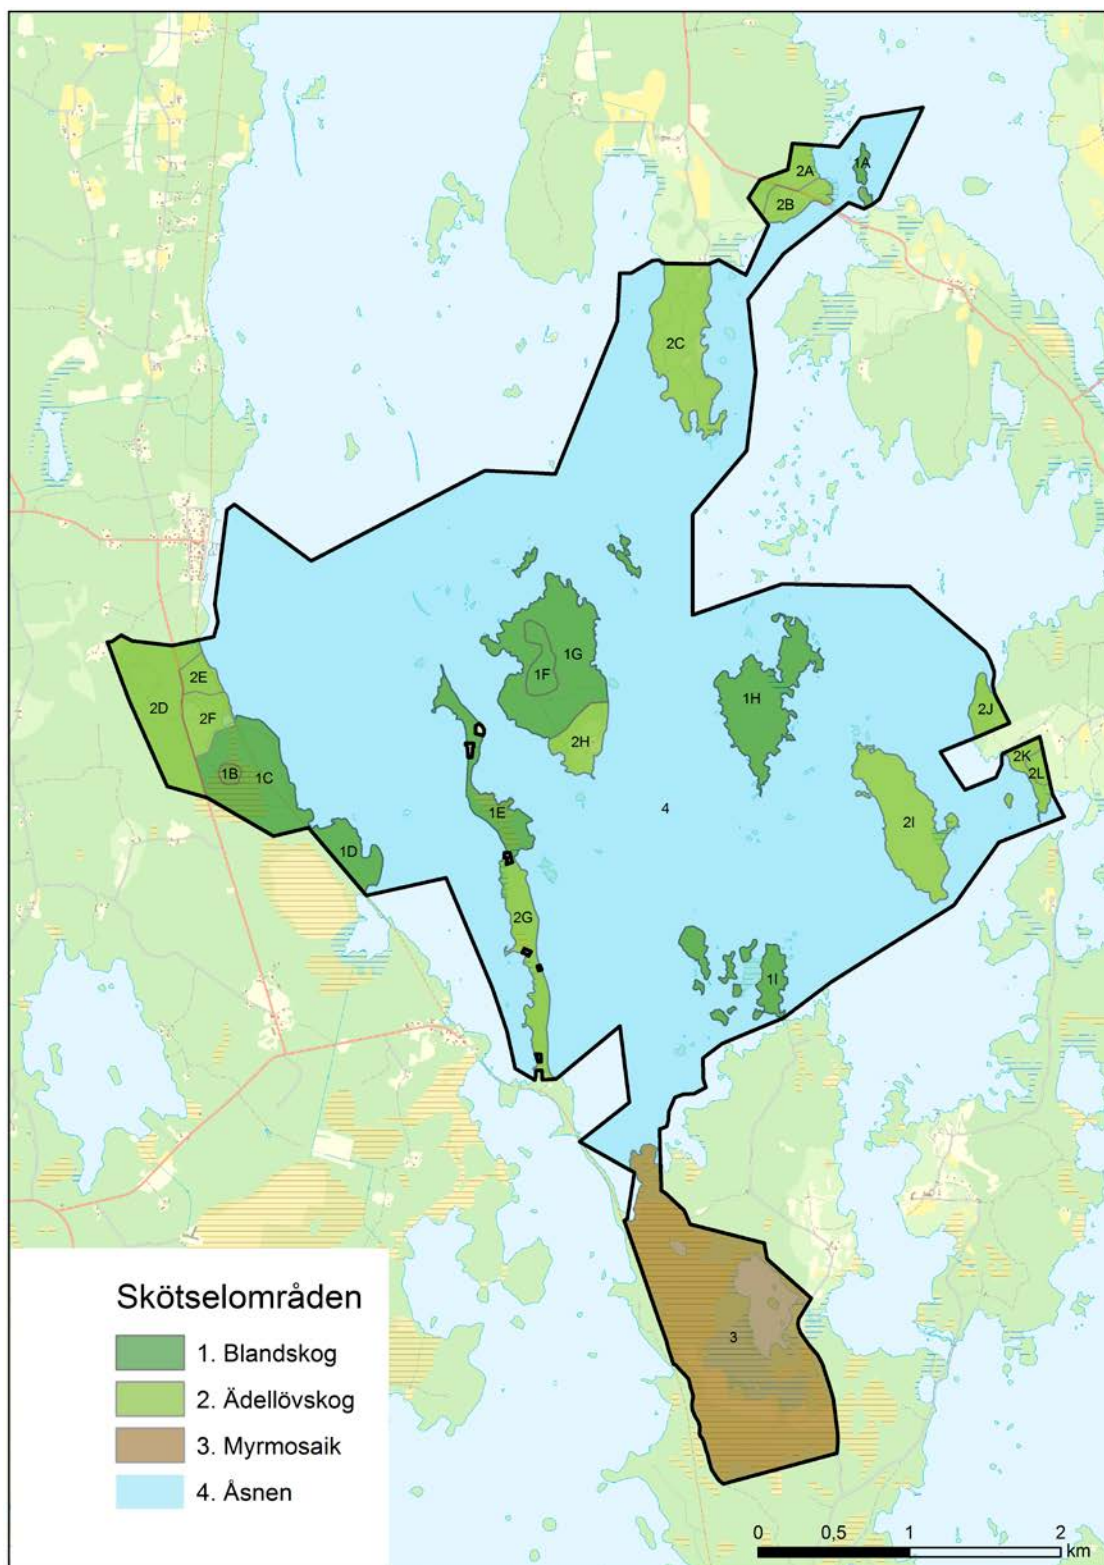 1A
2A
2B
2C
1G
1F
2E
1H
2D
2F
2J
2H
2K
1B
1C
2L
4
1E
2I
1D
2G
1I
3
Skötselområden
1. Blandskog
2. Ädellövskog
3. Myrmosaik
4. Åsnen
0 0,5 1 2
km